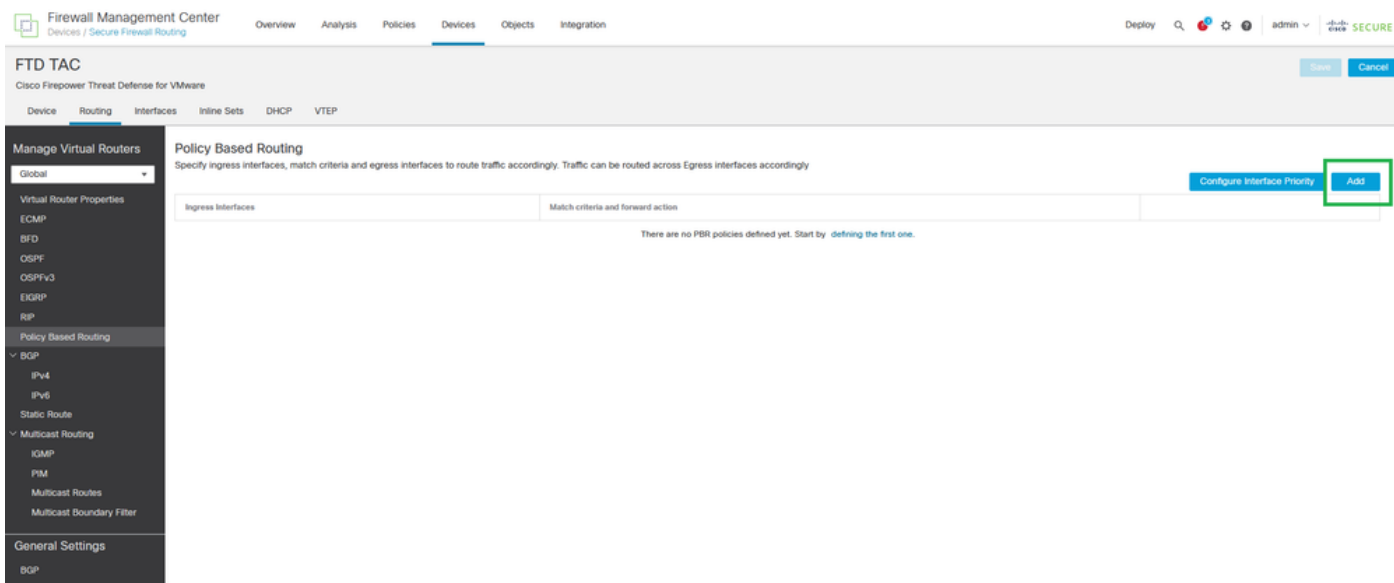 Firewall Management Center
Devices / Secure Firewall Routing
Overview Analysis Policies Devices Objects Integration
Deploy admin
cisco SECURE
FTD TAC
Save Cancel
Cisco Firepower Threat Defense for VMware
Device Routing Interfaces Inline Sets DHCP VTEP
Manage Virtual Routers
Global
Virtual Router Properties
ECMP
BFD
OSPF
OSPFv3
EIGRP
RIP
Policy Based Routing
BGP
IPv4
IPv6
Static Route
Multicast Routing
IGMP
PIM
Multicast Routes
Multicast Boundary Filter
General Settings
BGP
Policy Based Routing
Specify ingress interfaces, match criteria and egress interfaces to route traffic accordingly. Traffic can be routed across Egress interfaces accordingly
Configure Interface Priority Add
Ingress Interfaces Match criteria and forward action
There are no PBR policies defined yet. Start by defining the first one.